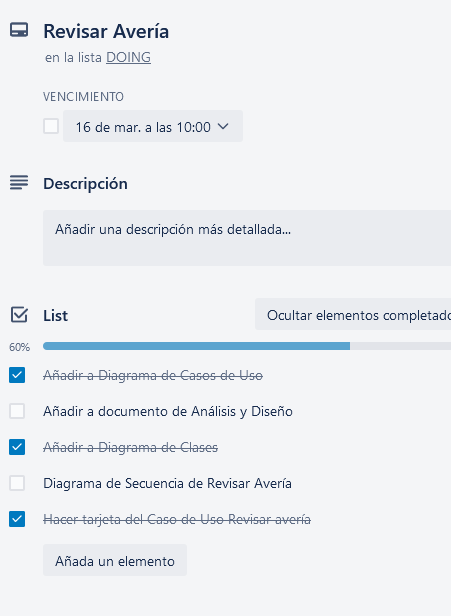 Revisar Avería
en la lista DOING
VENCIMIENTO
16 de mar. a las 10:00
Descripción
Añadir una descripción más detallada...
List
Ocultar elementos completado
60%
Añadir a Diagrama de Casos de Uso
Añadir a documento de Análisis y Diseño
Añadir a Diagrama de Clases
Diagrama de Secuencia de Revisar Avería
Hacer tarjeta del Caso de Uso Revisar avería
Añada un elemento